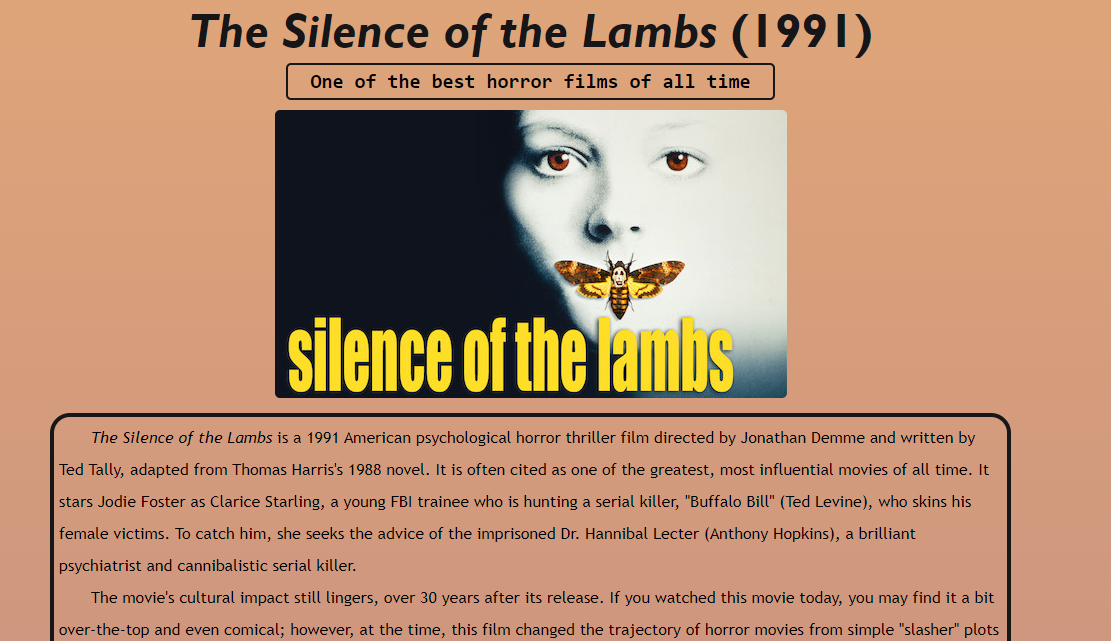 The Silence of the Lambs (1991)
One of the best horror films of all time
silence of the lambs
The Silence of the Lambs is a 1991 American psychological horror thriller film directed by Jonathan Demme and written by
Ted Tally, adapted from Thomas Harris's 1988 novel. It is often cited as one of the greatest, most influential movies of all time. It
stars Jodie Foster as Clarice Starling, a young FBI trainee who is hunting a serial killer, "Buffalo Bill" (Ted Levine), who skins his
female victims. To catch him, she seeks the advice of the imprisoned Dr. Hannibal Lecter (Anthony Hopkins), a brilliant
psychiatrist and cannibalistic serial killer.
The movie's cultural impact still lingers, over 30 years after its release. If you watched this movie today, you may find it a bit
over-the-top and even comical; however, at the time, this film changed the trajectory of horror movies from simple "slasher" plots